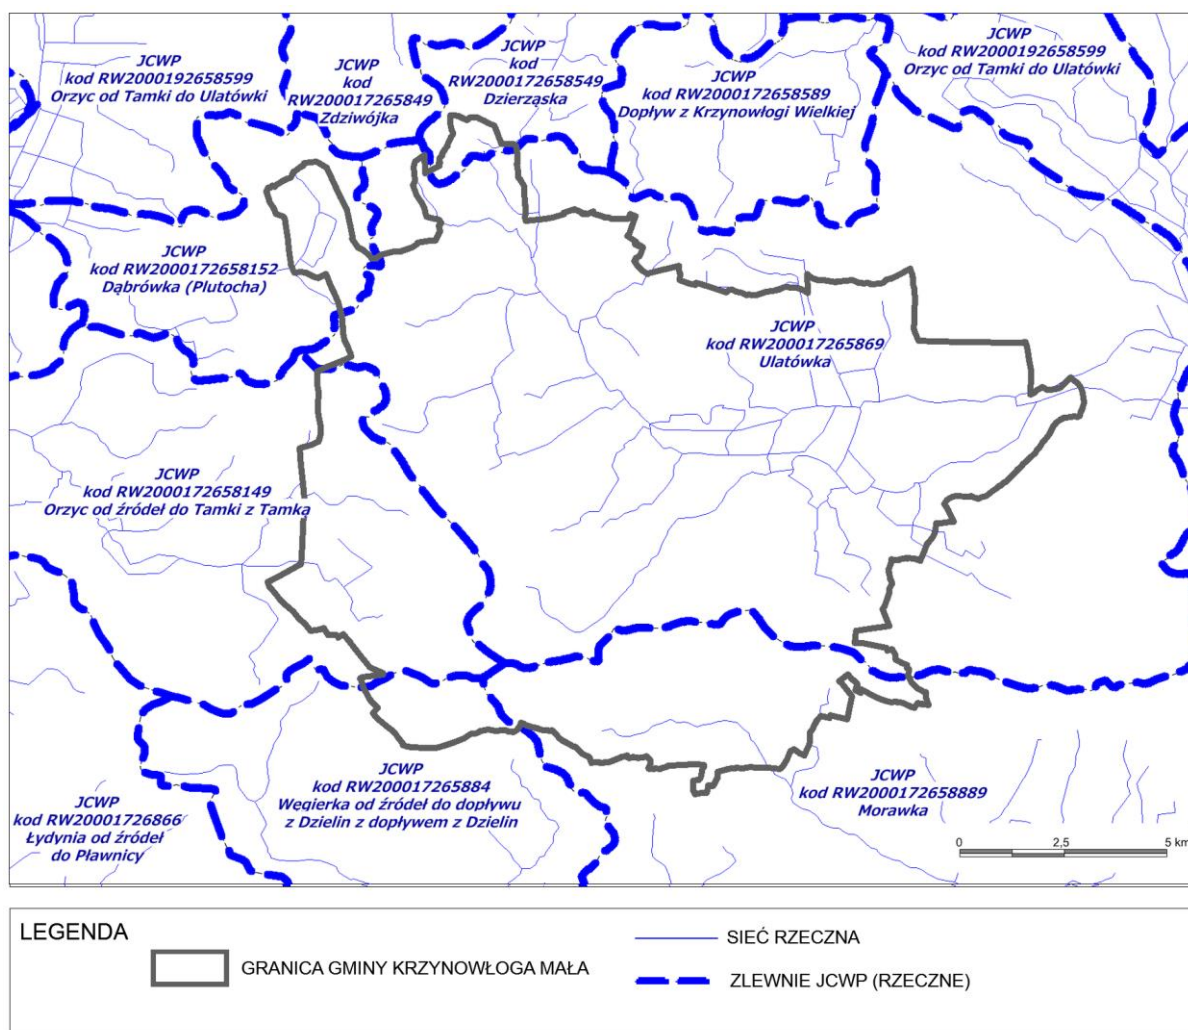 JCWP
kod RW2000192658599
Orzyc od Tamki do Ulatówki
JCWP
kod
RW200017265849
Zdziwójka
JCWP
kod
RW2000172658549
Dzierząska
JCWP
kod RW2000172658589
Dopływ z Krzynowłogi Wielkiej
JCWP
kod RW2000192658599
Orzyc od Tamki do Ulatówki
JCWP
kod RW2000172658152
Dąbrówka (Plutocha)
JCWP
kod RW200017265869
Ulatówka
JCWP
kod RW2000172658149
Orzyc od źródeł do Tamki z Tamką
JCWP
kod RW200017265884
Węgierka od źródeł do dopływu
z Dzielin z dopływem z Dzielin
JCWP
kod RW2000172658889
Morawka
JCWP
kod RW20001726866
Łydynia od źródeł
do Pławnicy
0 2,5 5 km
LEGENDA
GRANICA GMINY KRZYNOWŁOGA MAŁA
SIEĆ RZECZNA
ZLEWNIE JCWP (RZECZNE)